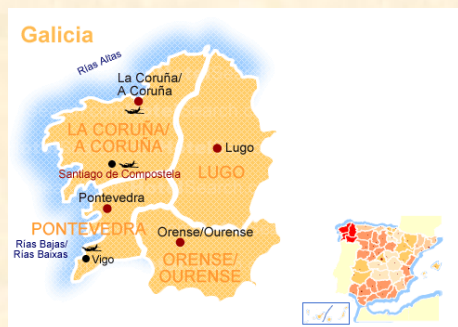 Galicia
Rías Altas
La Coruña/
A Coruña
LA CORUÑA/
A CORUÑA
Lugo
LUGO
Santiago de Compostela
Pontevedra
PONTEVEDRA
Rías Bajas/
Rías Baixas
Vigo
Orense/Ourense
ORENSE/
OURENSE